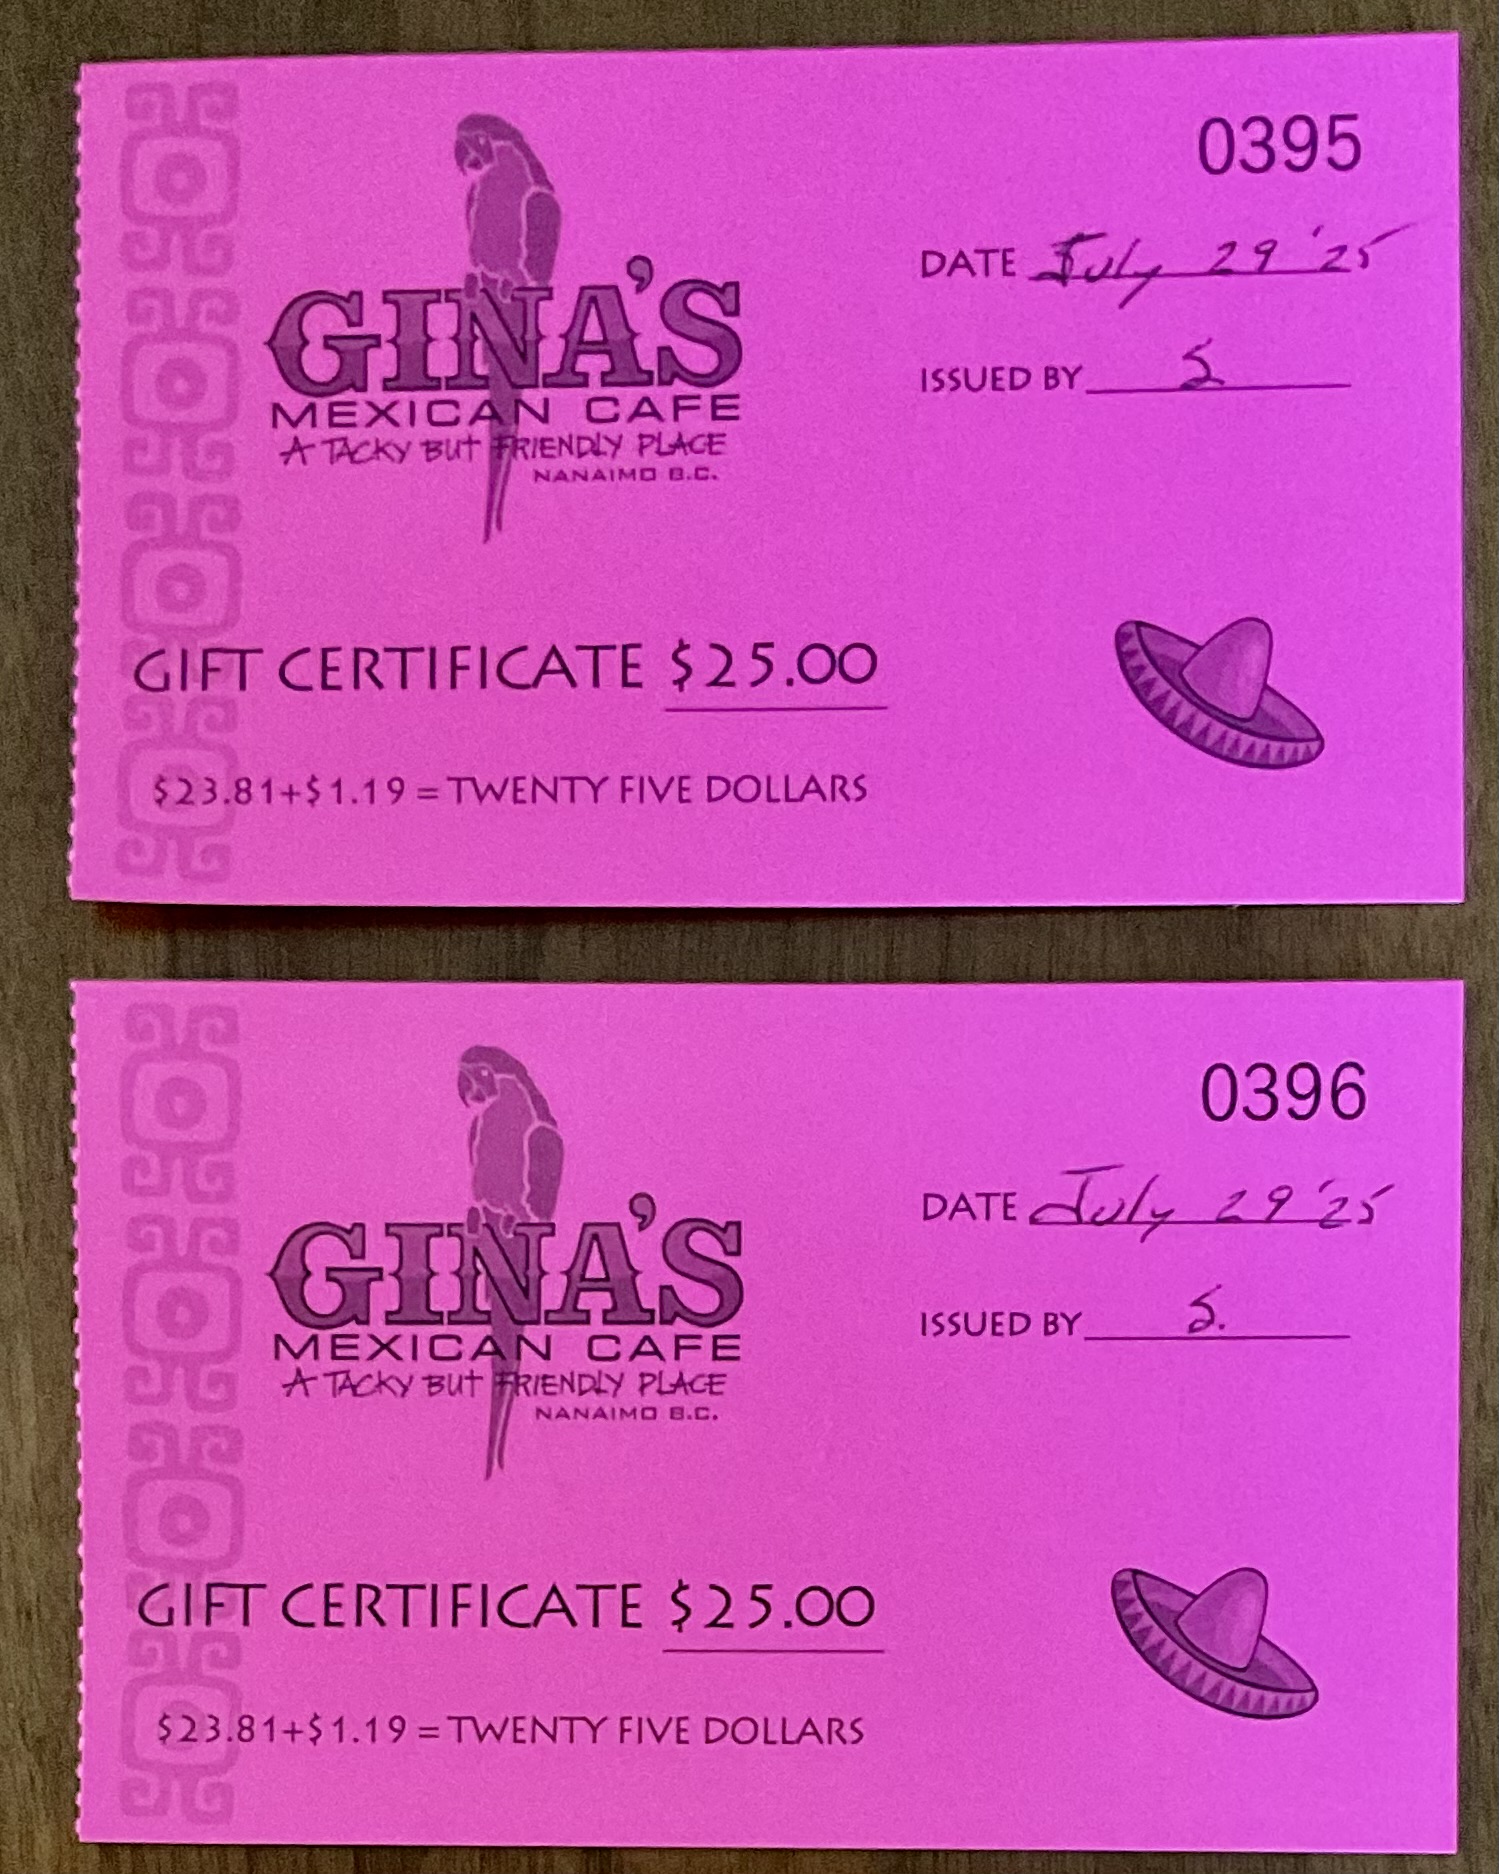 0395
GINA'S
MEXICAN CAFE
A TACKY BUT FRIENDLY PLACE
NANAIMO B.C.
DATE July 29 '25
ISSUED BY S
GIFT CERTIFICATE $25.00
$23.81+$1.19 = TWENTY FIVE DOLLARS
0396
GINA'S
MEXICAN CAFE
A TACKY BUT FRIENDLY PLACE
NANAIMO B.C.
DATE July 29 '25
ISSUED BY S.
GIFT CERTIFICATE $25.00
$23.81+$1.19 = TWENTY FIVE DOLLARS